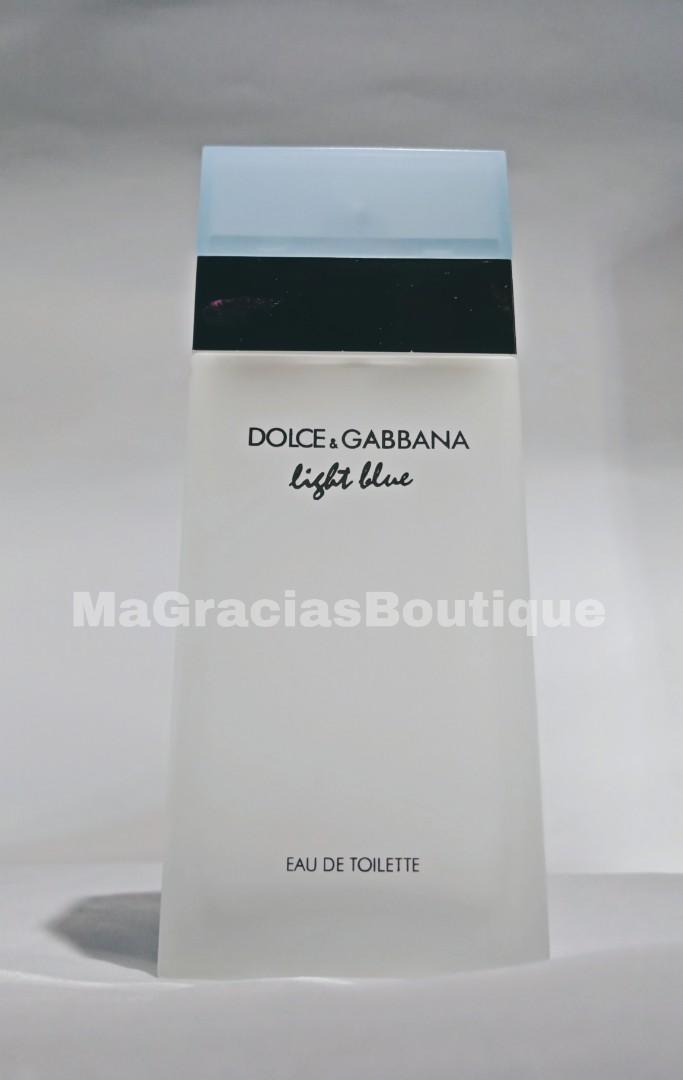 DOLCE & GABBANA
light blue
MaGraciasBoutique
EAU DE TOILETTE